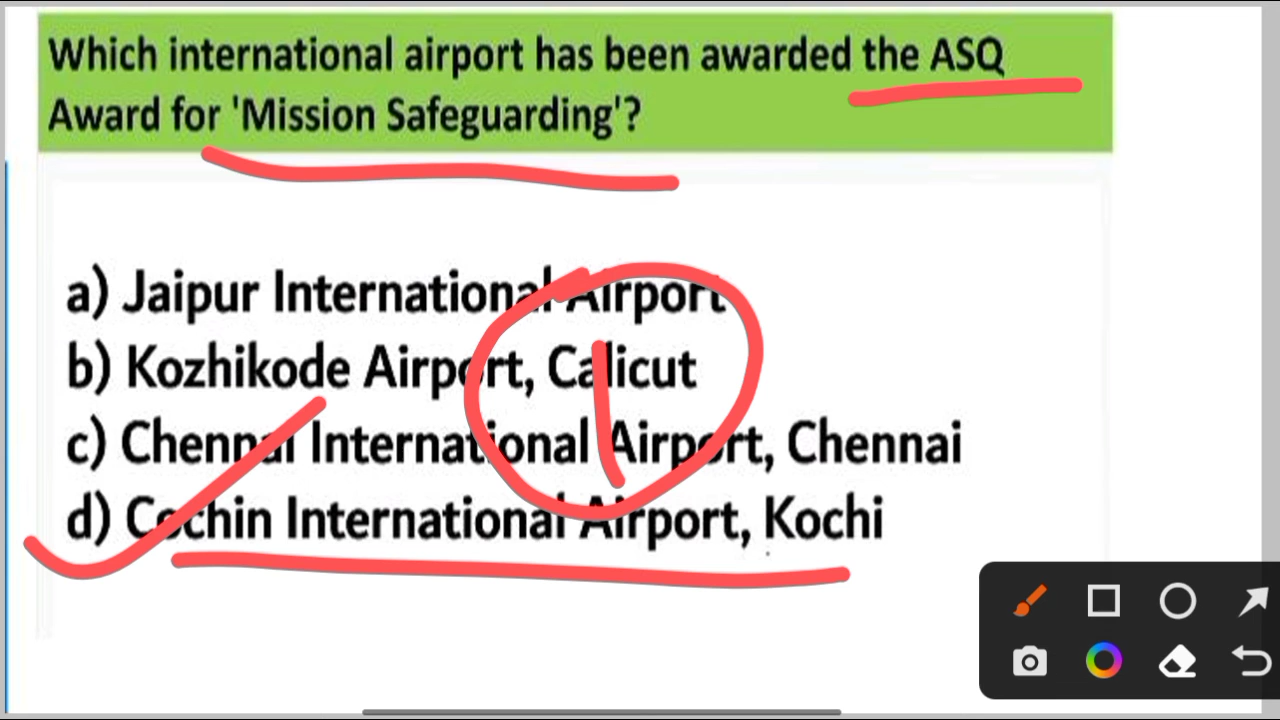 Which international airport has been awarded the ASQ
Award for 'Mission Safeguarding'?
a) Jaipur International Airport
b) Kozhikode Airport, Calicut
c) Chennai International Airport, Chennai
d) Cochin International Airport, Kochi